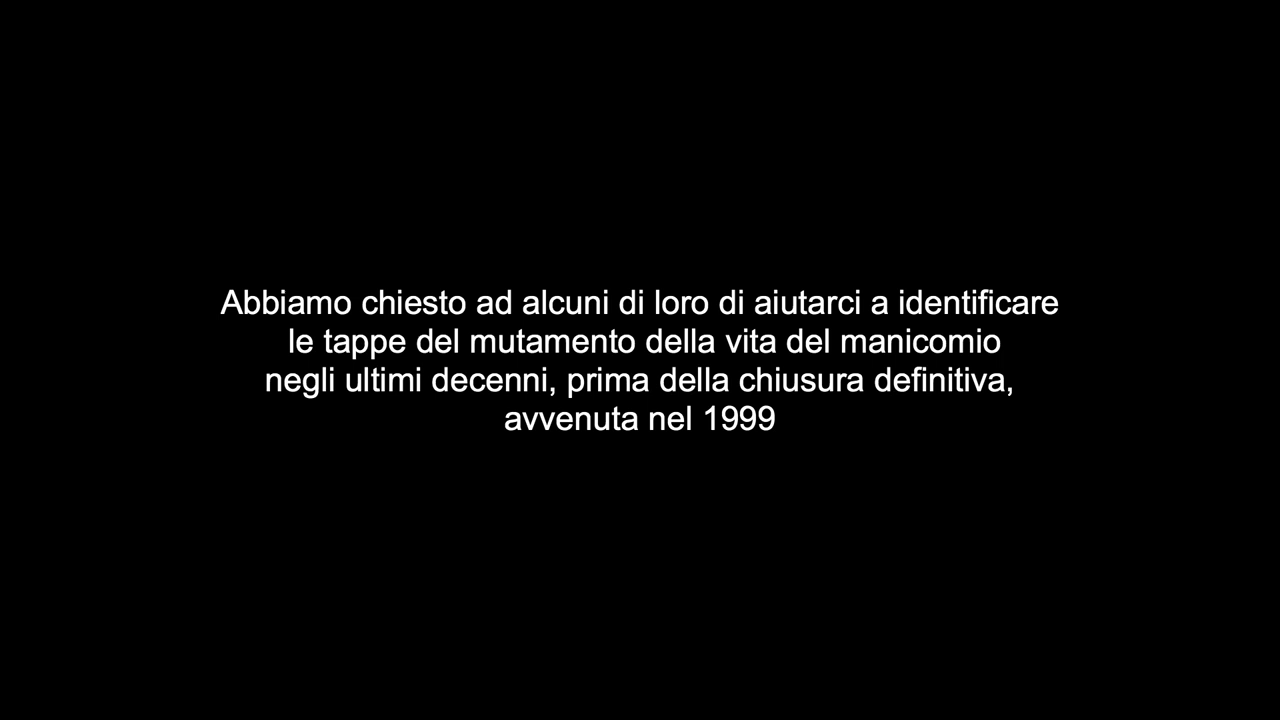 Abbiamo chiesto ad alcuni di loro di aiutarci a identificare
le tappe del mutamento della vita del manicomio
negli ultimi decenni, prima della chiusura definitiva,
avvenuta nel 1999